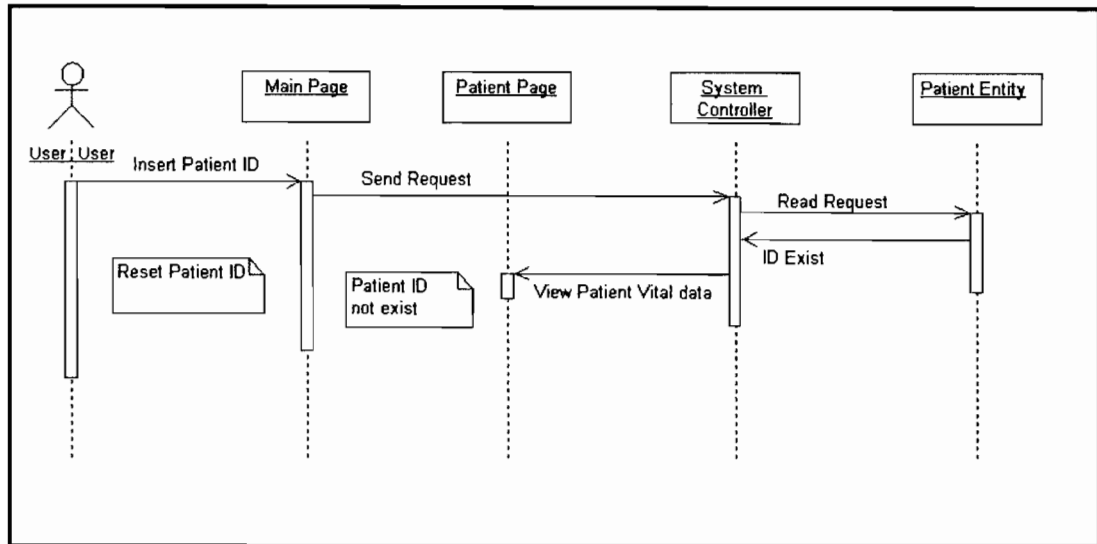 Main Page
Patient Page
System
Controller
Patient Entity
User : User
Insert Patient ID
Send Request
Read Request
ID Exist
Reset Patient ID
Patient ID
not exist
View Patient Vital data